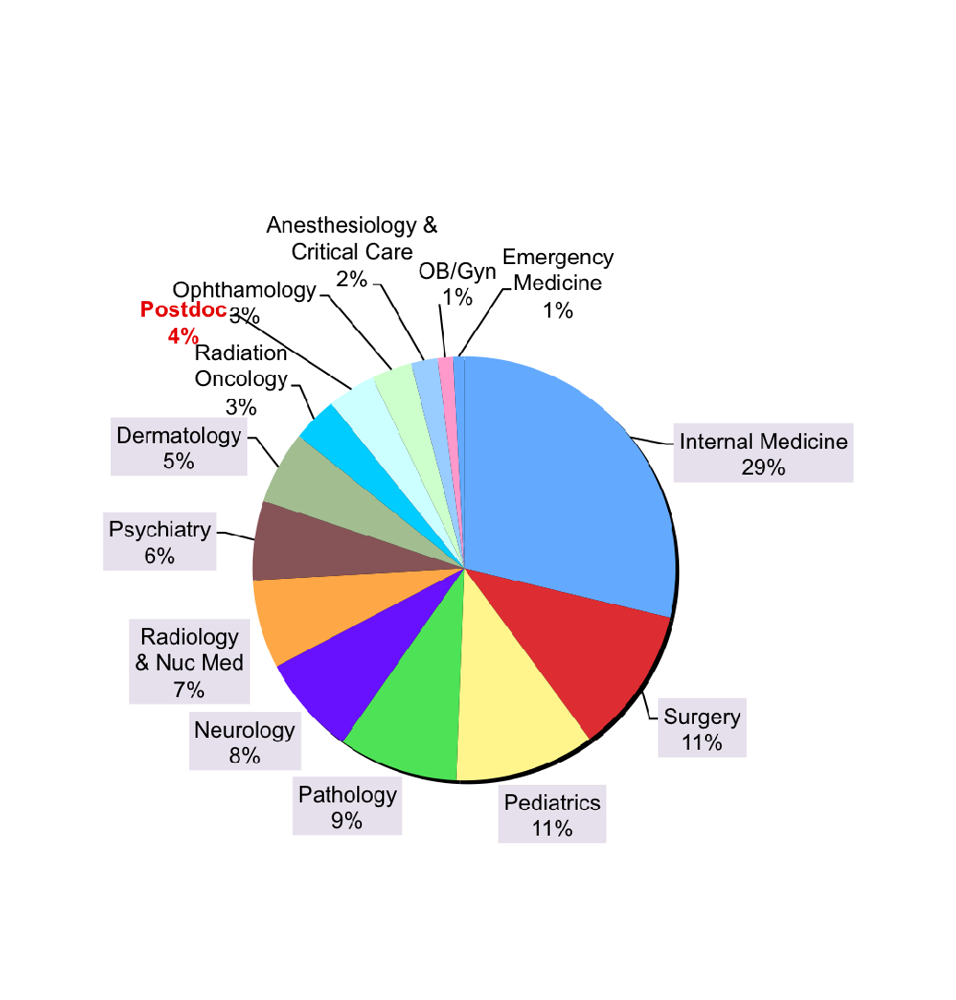 Anesthesiology &
Critical Care
2%
OB/Gyn
1%
Emergency
Medicine
1%
Ophthamology
3%
Postdoc
4%
Radiation
Oncology
3%
Dermatology
5%
Internal Medicine
29%
Psychiatry
6%
Radiology
& Nuc Med
7%
Surgery
11%
Neurology
8%
Pathology
9%
Pediatrics
11%